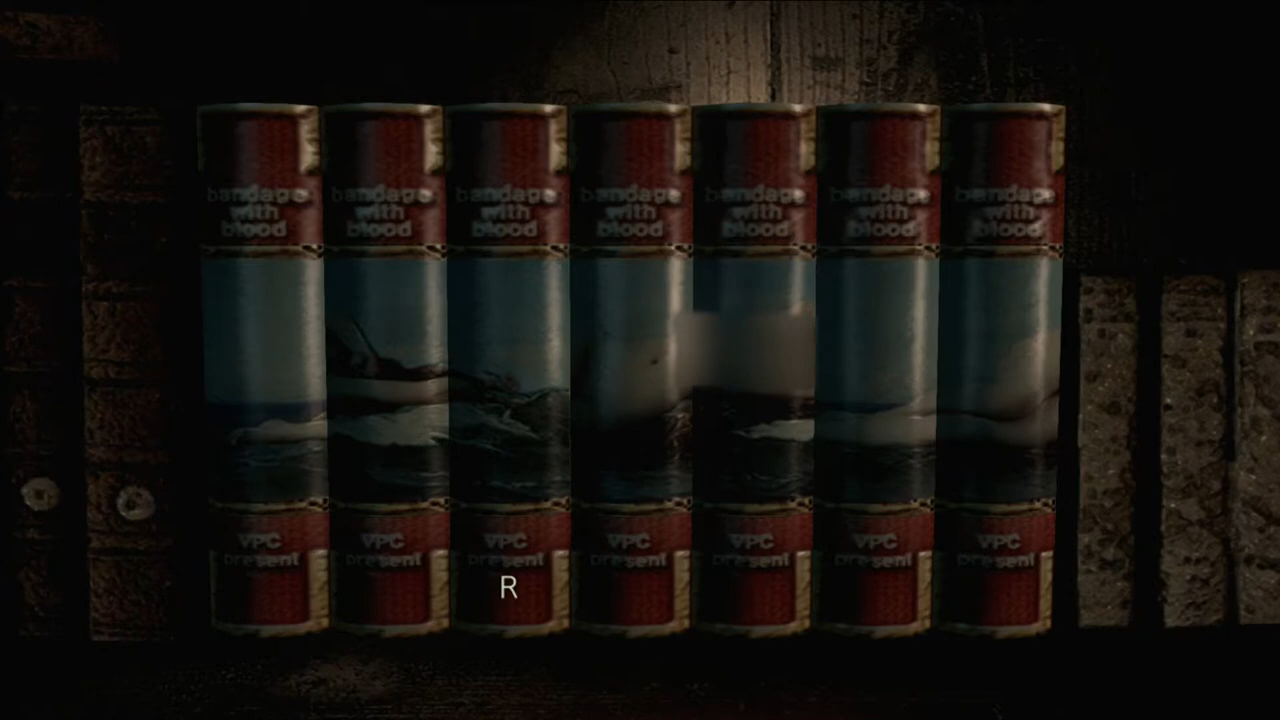 bandage bandage bandage bandage bandage bandage bandage
with with with with with with with
blood blood blood blood blood blood blood
VPC VPC VPC VPC VPC VPC VPC
present present present present present present present
R